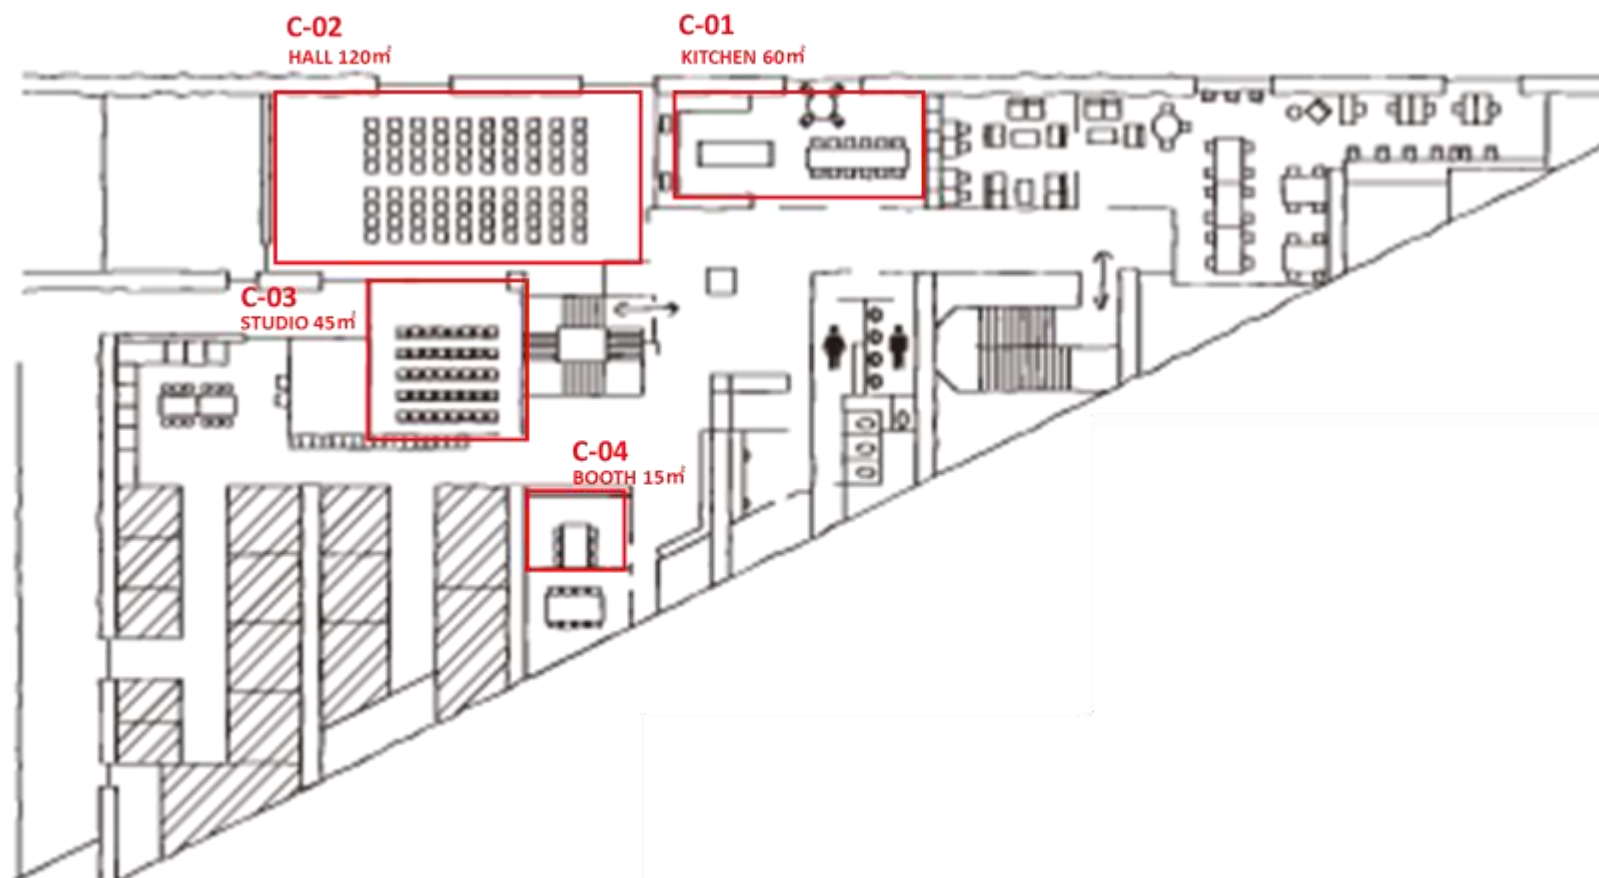 C-02
HALL 120㎡
C-01
KITCHEN 60㎡
C-03
STUDIO 45㎡
C-04
BOOTH 15㎡